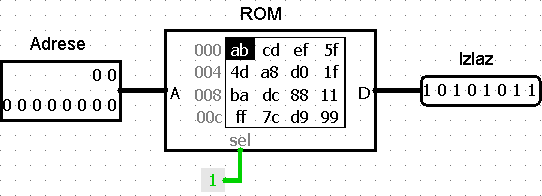 ROM
Adrese
Izlaz
000 ab cd ef 5f
004 4d a8 d0 1f
008 ba dc 88 11
00c ff 7c d9 99
0 0
0 0 0 0 0 0 0 0
A
D
1 0 1 0 1 0 1 1
sel
1